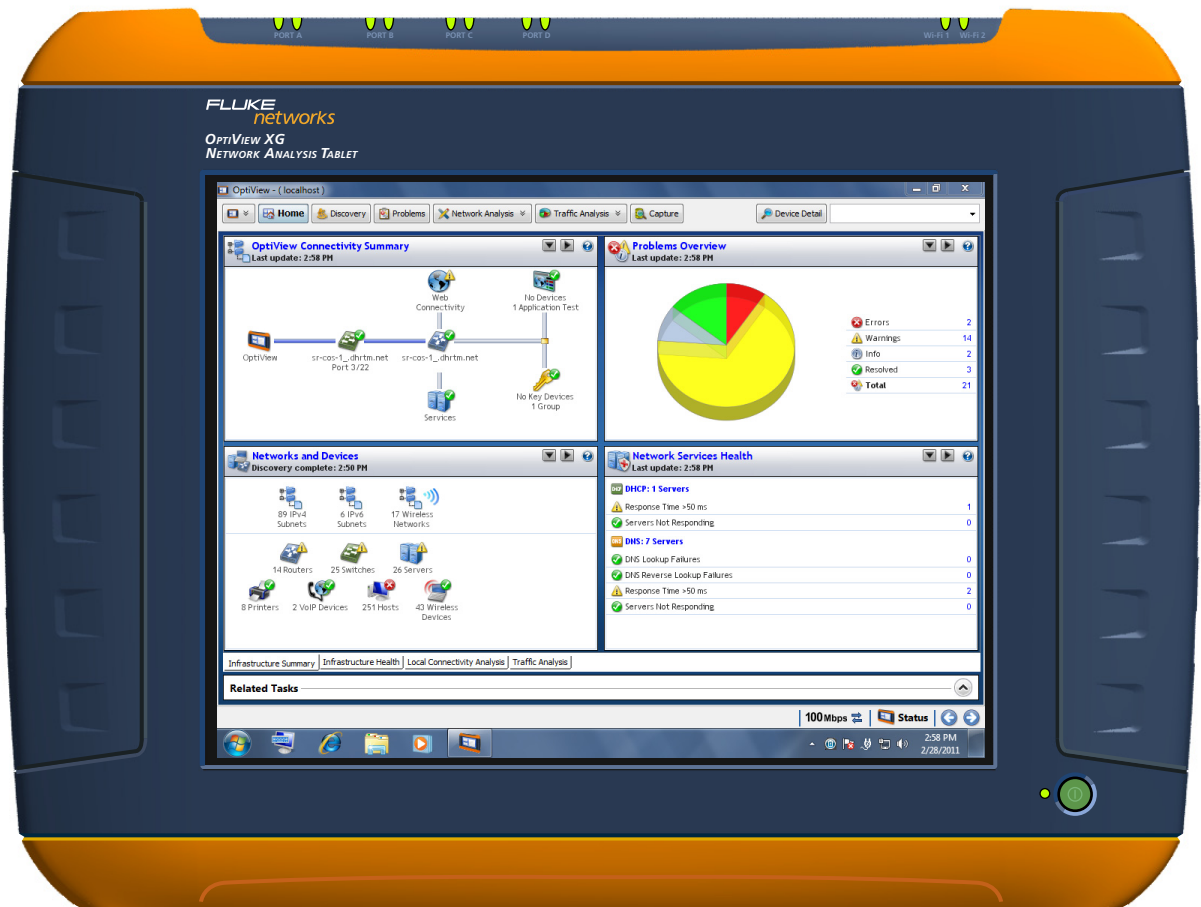 PORT A PORT B PORT C PORT D Wi-Fi 1 Wi-Fi 2
FLUKE
networks
OPTIVIEW XG
NETWORK ANALYSIS TABLET
OptiView - ( localhost )
Home Discovery Problems Network Analysis Traffic Analysis Capture Device Detail
OptiView Connectivity Summary
Last update: 2:58 PM
Web
Connectivity
No Devices
1 Application Test
OptiView
sr-cos-1_.dhrtm.net
Port 3/22
sr-cos-1_.dhrtm.net
Services
No Key Devices
1 Group
Problems Overview
Last update: 2:58 PM
Errors 2
Warnings 14
Info 2
Resolved 3
Total 21
Networks and Devices
Discovery complete: 2:50 PM
89 IPv4
Subnets
6 IPv6
Subnets
17 Wireless
Networks
14 Routers 25 Switches 26 Servers
8 Printers 2 VoIP Devices 251 Hosts 43 Wireless
Devices
Network Services Health
Last update: 2:58 PM
DHCP: 1 Servers
Response Time >50 ms 1
Servers Not Responding 0
DNS: 7 Servers
DNS Lookup Failures 0
DNS Reverse Lookup Failures 0
Response Time >50 ms 2
Servers Not Responding 0
Infrastructure Summary Infrastructure Health Local Connectivity Analysis Traffic Analysis
Related Tasks
100 Mbps Status
2:58 PM
2/28/2011